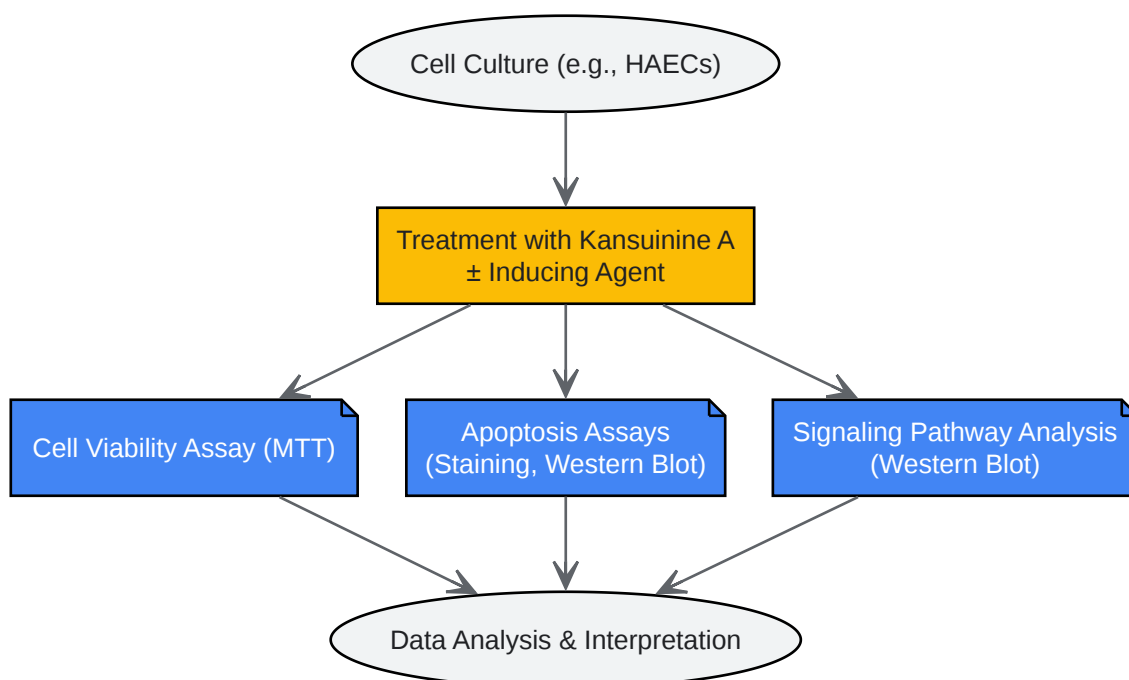 Cell Culture (e.g., HAECs)
Treatment with Kansuinine A
± Inducing Agent
Cell Viability Assay (MTT)
Apoptosis Assays
(Staining, Western Blot)
Signaling Pathway Analysis
(Western Blot)
Data Analysis & Interpretation